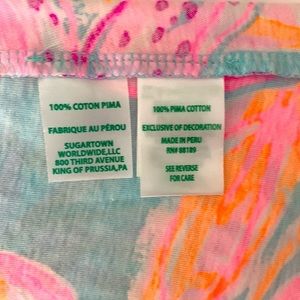 100% COTON PIMA
FABRIQUE AU PÉROU
SUGARTOWN
WORLDWIDE,LLC
800 THIRD AVENUE
KING OF PRUSSIA,PA
100% PIMA COTTON
EXCLUSIVE OF DECORATION
MADE IN PERU
RN# 88189
SEE REVERSE
FOR CARE